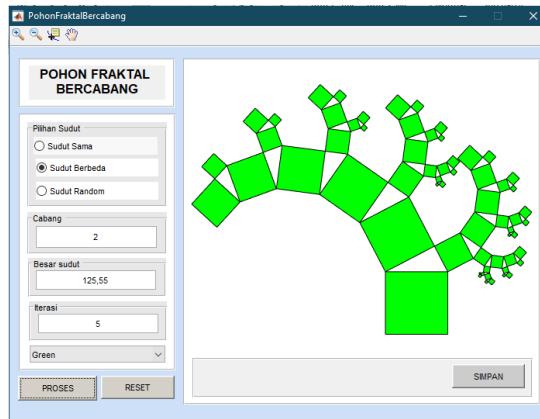 PohonFraktalBercabang
POHON FRAKTAL
BERCABANG
Pilihan Sudut
Sudut Sama
Sudut Berbeda
Sudut Random
Cabang
2
Besar sudut
125,55
Iterasi
5
Green
PROSES
RESET
SIMPAN